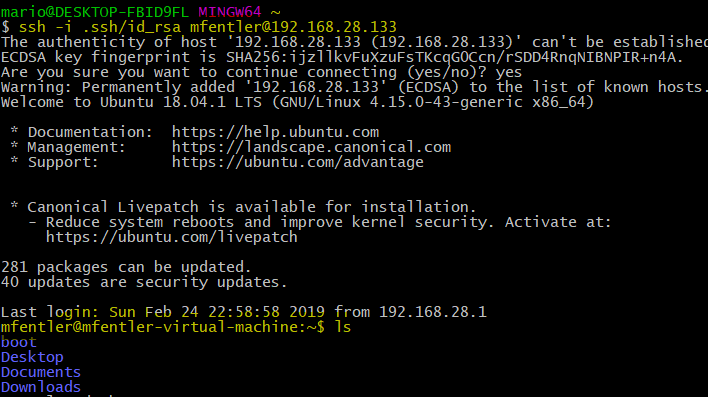 mario@DESKTOP-FBID9FL MINGW64 ~
$ ssh -i .ssh/id_rsa mfentler@192.168.28.133
The authenticity of host '192.168.28.133 (192.168.28.133)' can't be established
ECDSA key fingerprint is SHA256:ijzllkvFuXzuFsTKcqGOCcn/rSDD4RnqNIBNPIR+n4A.
Are you sure you want to continue connecting (yes/no)? yes
Warning: Permanently added '192.168.28.133' (ECDSA) to the list of known hosts.
Welcome to Ubuntu 18.04.1 LTS (GNU/Linux 4.15.0-43-generic x86_64)
* Documentation:  https://help.ubuntu.com
* Management:     https://landscape.canonical.com
* Support:        https://ubuntu.com/advantage
* Canonical Livepatch is available for installation.
- Reduce system reboots and improve kernel security. Activate at:
https://ubuntu.com/livepatch
281 packages can be updated.
40 updates are security updates.
Last login: Sun Feb 24 22:58:58 2019 from 192.168.28.1
mfentler@mfentler-virtual-machine:~$ ls
boot
Desktop
Documents
Downloads